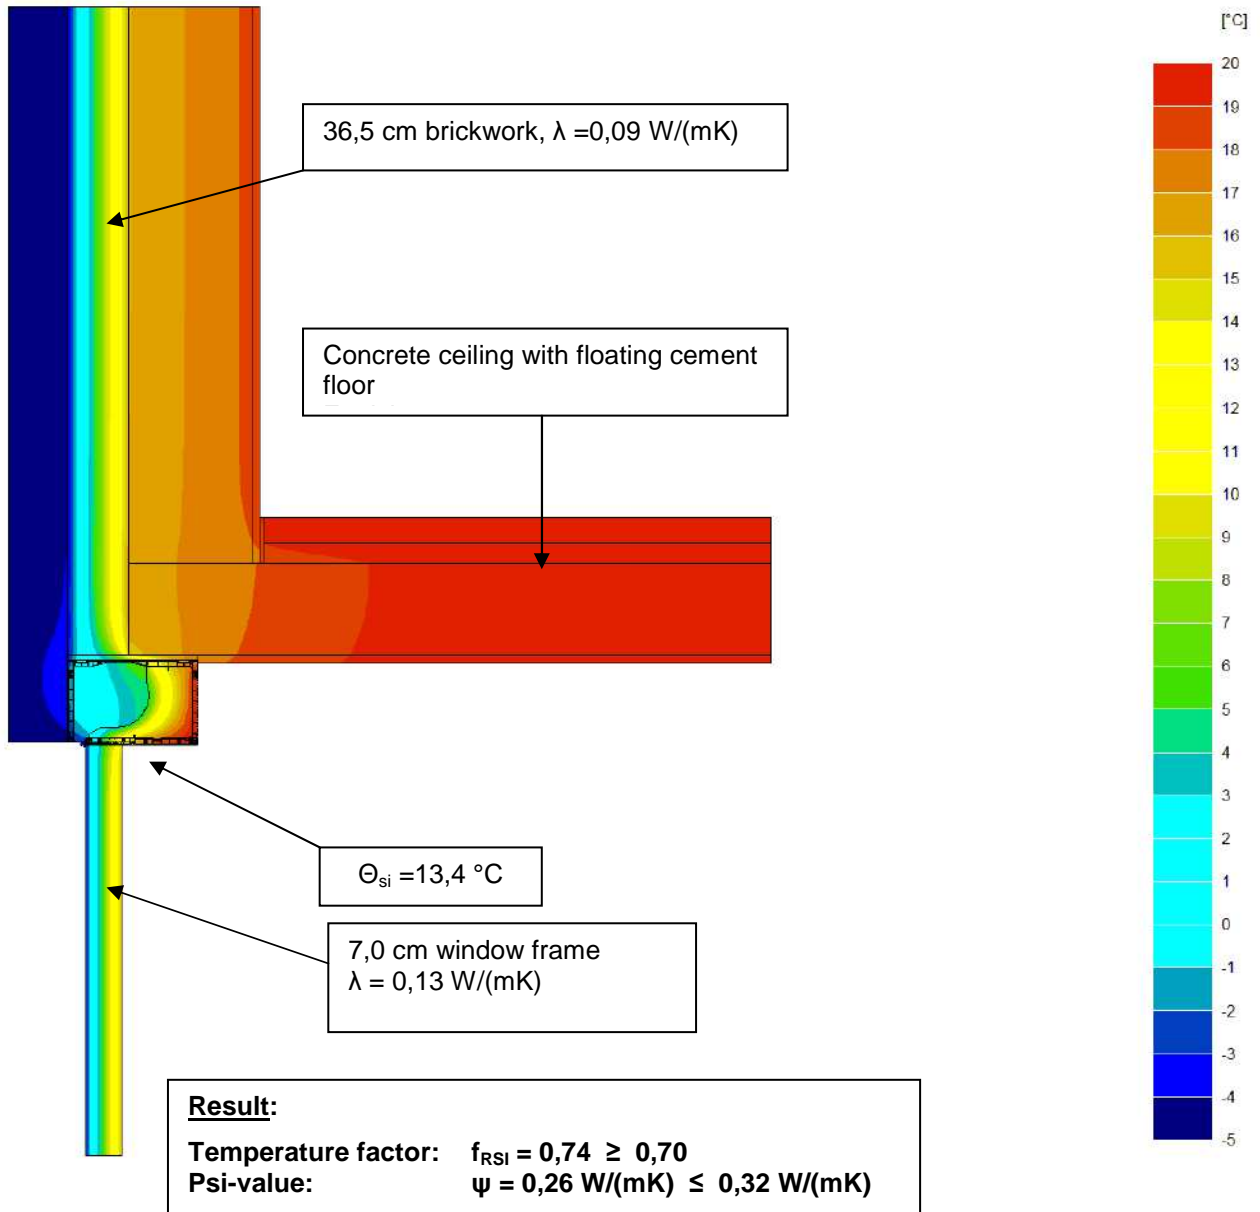 [°C]
36,5 cm brickwork, λ =0,09 W/(mK)
Concrete ceiling with floating cement
floor
Θsi =13,4 °C
7,0 cm window frame
λ = 0,13 W/(mK)
Result:
Temperature factor: fRSI = 0,74 ≥ 0,70
Psi-value: ψ = 0,26 W/(mK) ≤ 0,32 W/(mK)
20
19
18
17
16
15
14
13
12
11
10
9
8
7
6
5
4
3
2
1
0
-1
-2
-3
-4
-5